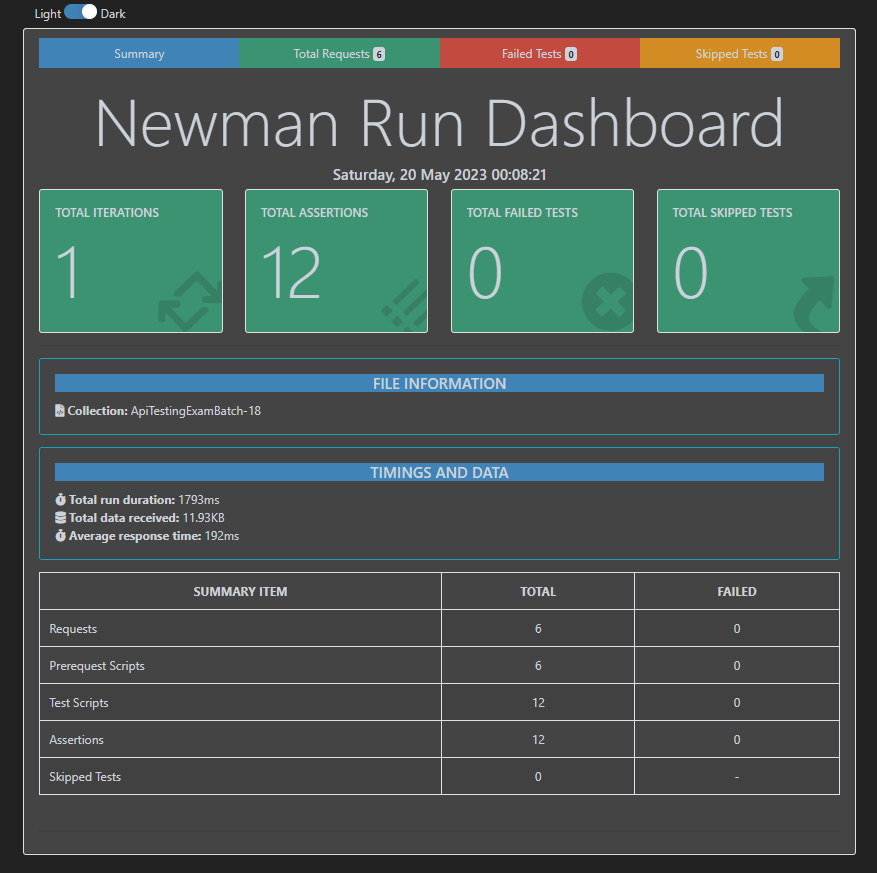 Light Dark
Summary Total Requests 6 Failed Tests 0 Skipped Tests 0
Newman Run Dashboard
Saturday, 20 May 2023 00:08:21
TOTAL ITERATIONS TOTAL ASSERTIONS TOTAL FAILED TESTS TOTAL SKIPPED TESTS
1 12 0 0
FILE INFORMATION
Collection: ApiTestingExamBatch-18
TIMINGS AND DATA
Total run duration: 1793ms
Total data received: 11.93KB
Average response time: 192ms
SUMMARY ITEM TOTAL FAILED
Requests 6 0
Prerequest Scripts 6 0
Test Scripts 12 0
Assertions 12 0
Skipped Tests 0 -